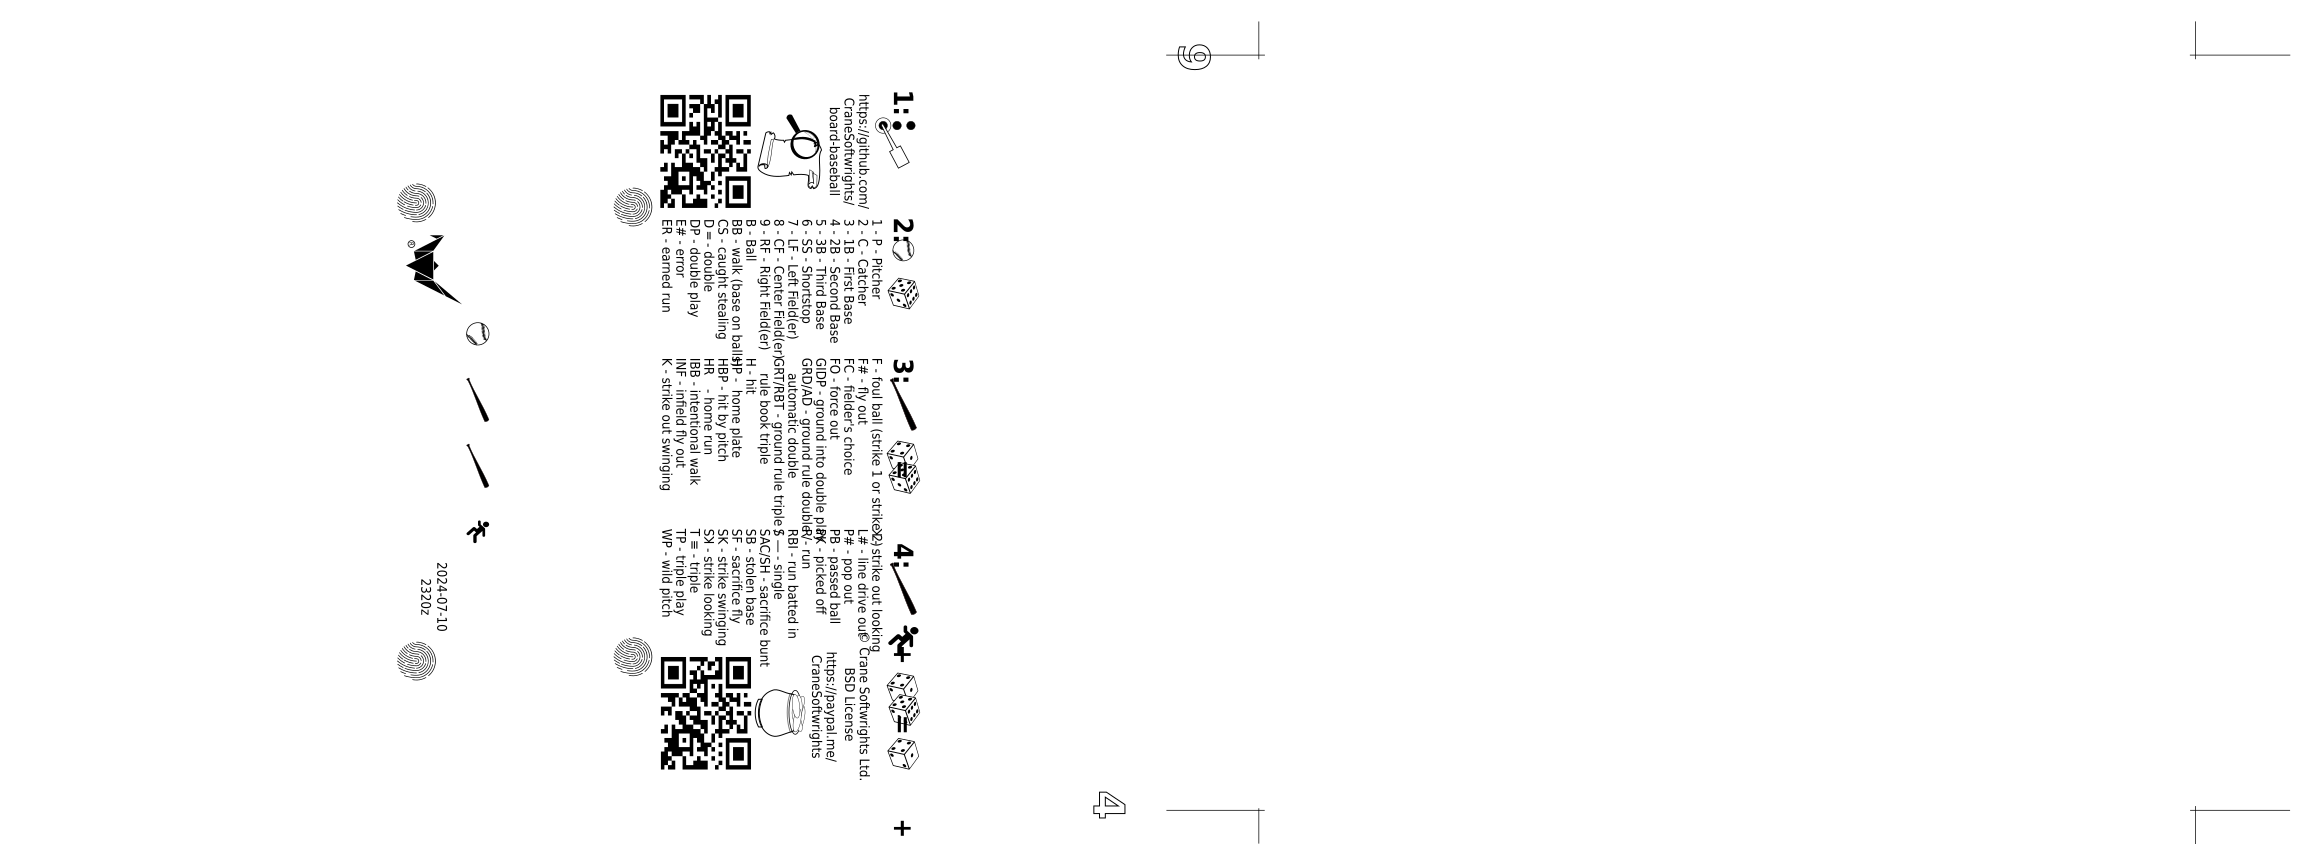 9
4
1:
2:
3:
4:
+
=
+
https://github.com/
CraneSoftwrights/
board-baseball
1 - P - Pitcher
2 - C - Catcher
3 - 1B - First Base
4 - 2B - Second Base
5 - 3B - Third Base
6 - SS - Shortstop
7 - LF - Left Field(er)
8 - CF - Center Field(er)
9 - RF - Right Field(er)
B - Ball
BB - walk (base on balls)
CS - caught stealing
D = - double
DP - double play
E# - error
ER - earned run
F - foul ball (strike 1 or strike 2)
F# - fly out
FC - fielder's choice
FO - force out
GIDP - ground into double play
GRD/AD - ground rule double/
automatic double
GRT/RBT - ground rule triple/
rule book triple
H - hit
HP - home plate
HBP - hit by pitch
HR - home run
IBB - intentional walk
INF - infield fly out
K - strike out swinging
ꓘ - strike out looking
L# - line drive out
P# - pop out
PB - passed ball
PK - picked off
R - run
RBI - run batted in
S — - single
SAC/SH - sacrifice bunt
SB - stolen base
SF - sacrifice fly
SK - strike swinging
Sꓘ - strike looking
T ≡ - triple
TP - triple play
WP - wild pitch
© Crane Softwrights Ltd.
BSD License
https://paypal.me/
CraneSoftwrights
®
2024-07-10
2320z